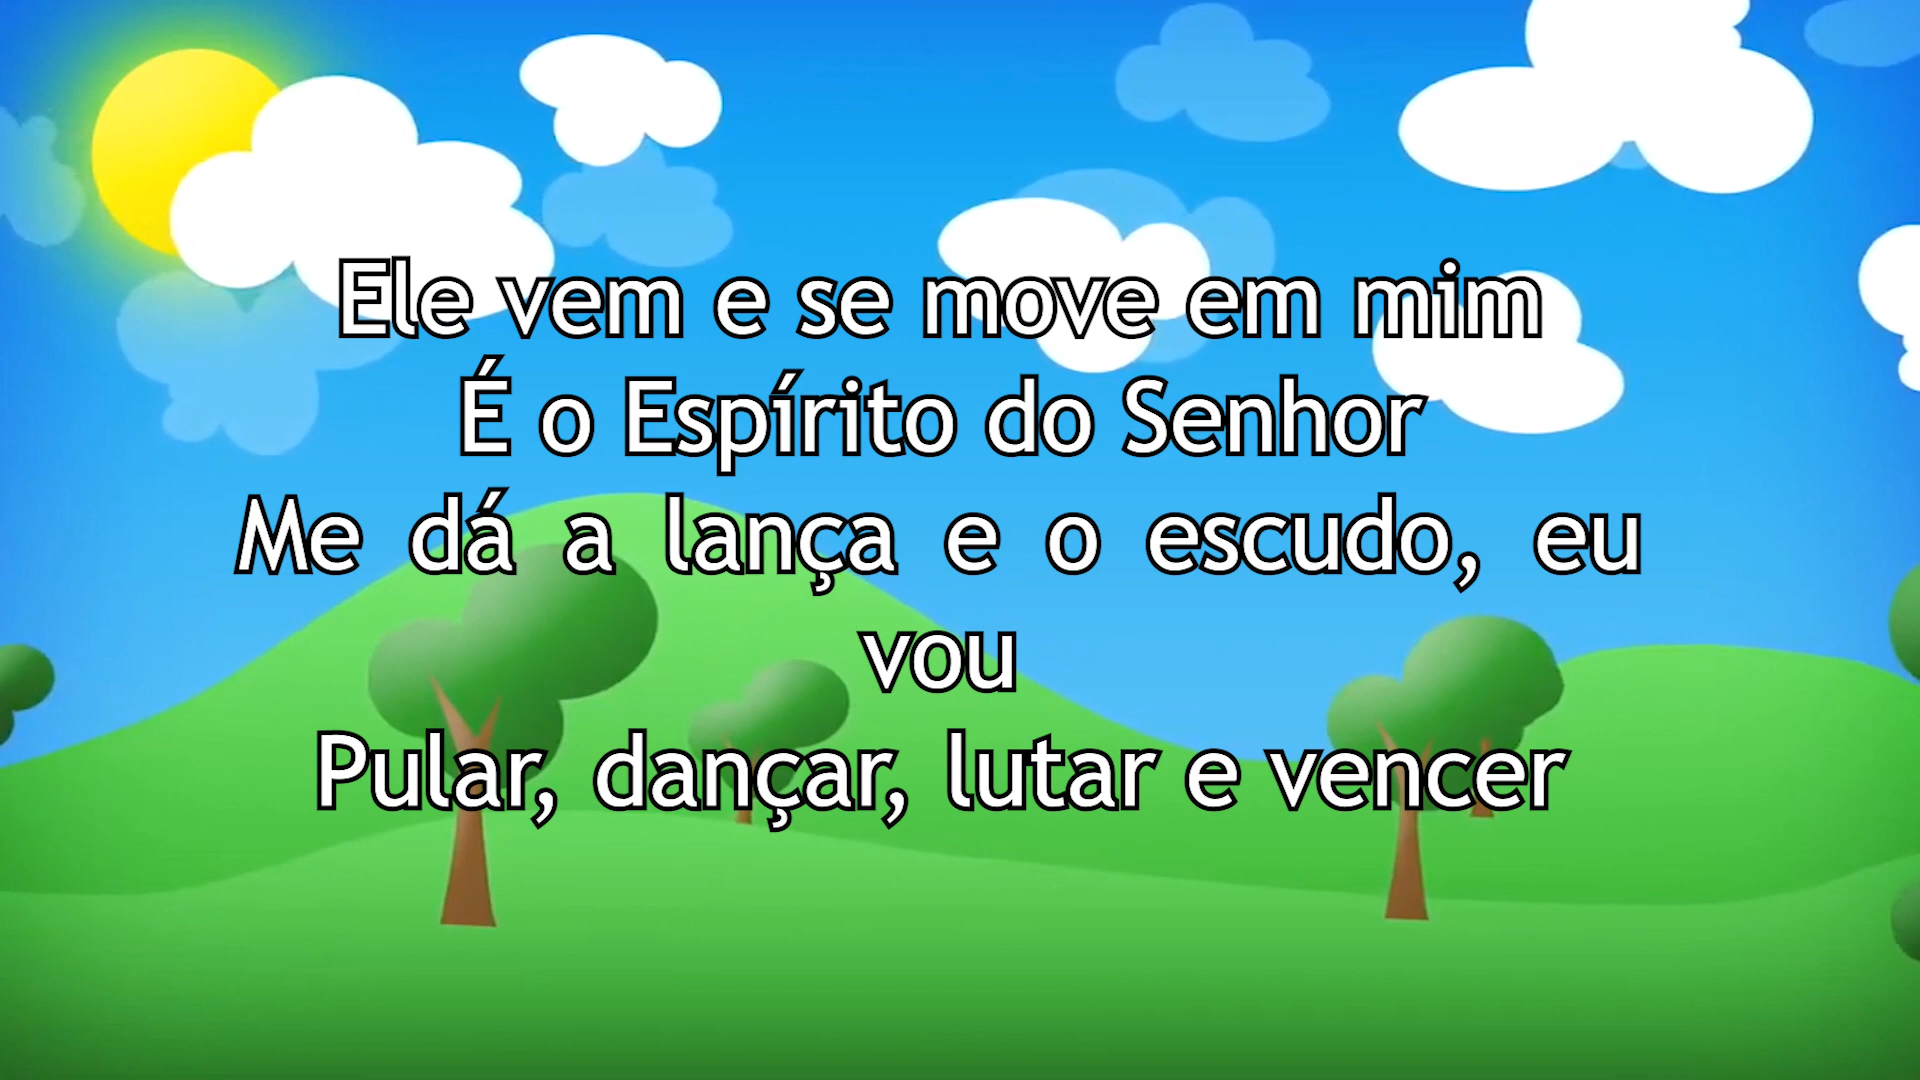 Ele vem e se move em mim
É o Espírito do Senhor
Me dá a lança e o escudo, eu
vou
Pular, dançar, lutar e vencer